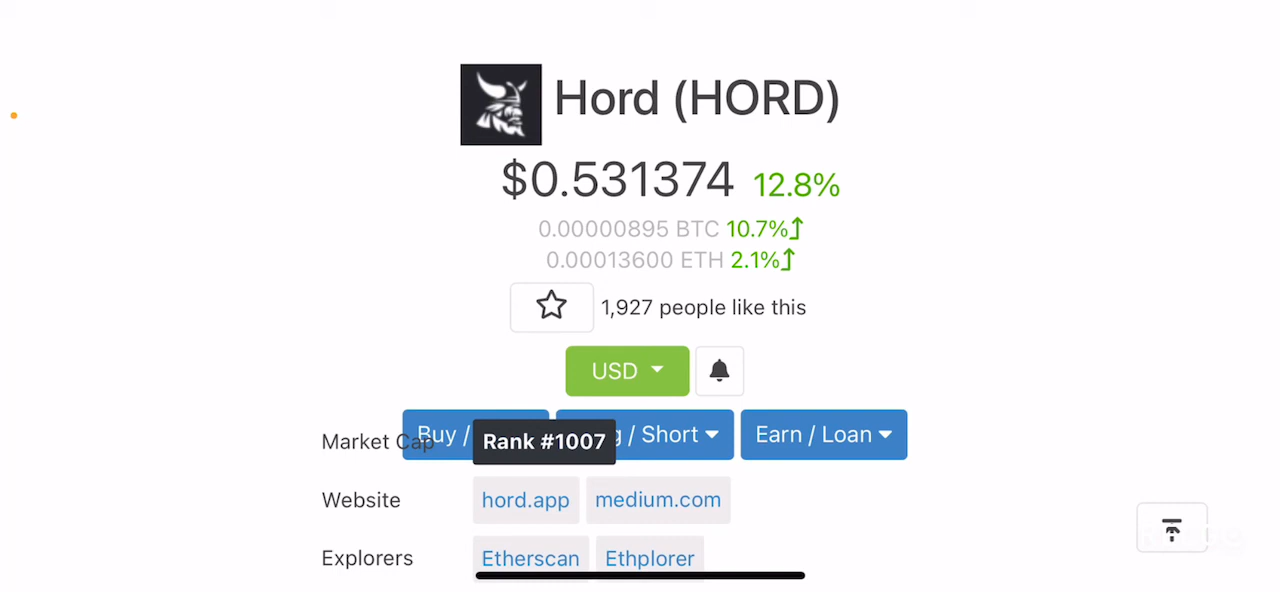 Hord (HORD)
$0.531374 12.8%
0.00000895 BTC 10.7%
0.00013600 ETH 2.1%
1,927 people like this
USD
Buy / g / Short Earn / Loan
Market Cap Rank #1007
Website hord.app medium.com
Explorers Etherscan Ethplorer